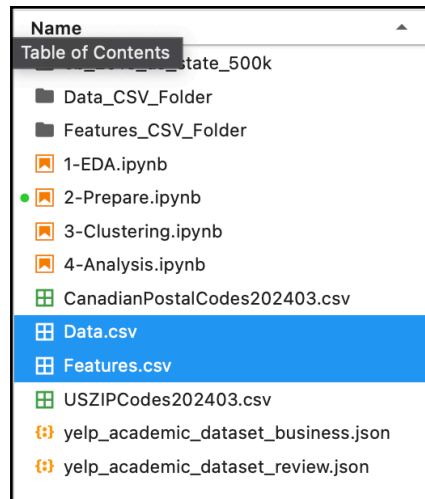 Name
Table of Contents
state_500k
Data_CSV_Folder
Features_CSV_Folder
1-EDA.ipynb
2-Prepare.ipynb
3-Clustering.ipynb
4-Analysis.ipynb
CanadianPostalCodes202403.csv
Data.csv
Features.csv
USZIPCodes202403.csv
yelp_academic_dataset_business.json
yelp_academic_dataset_review.json